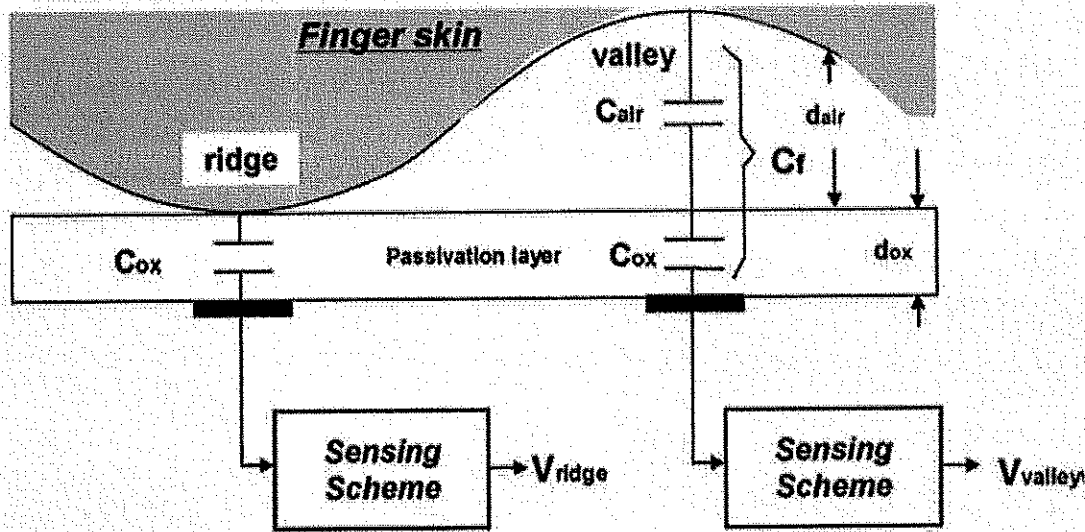 Finger skin
valley
Cair
dair
Cf
ridge
Cox
Passivation layer
Cox
dox
Sensing
Scheme
Vridge
Sensing
Scheme
Vvalley